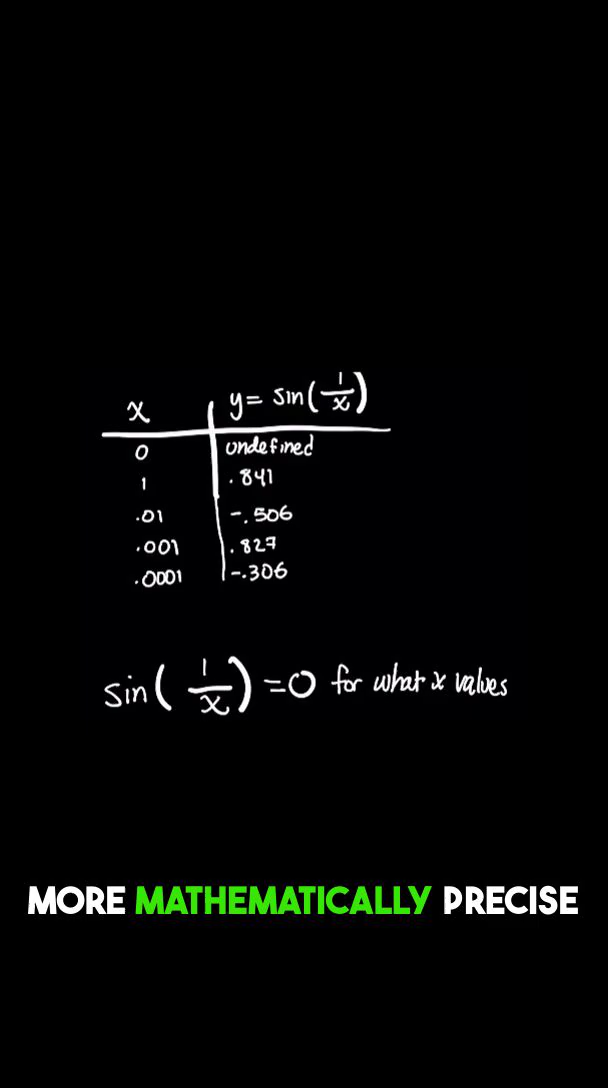 x y = sin(1/x)
0 undefined
1 .841
.01 -.506
.001 .827
.0001 -.306
sin(1/x) = 0 for what x values
MORE MATHEMATICALLY PRECISE